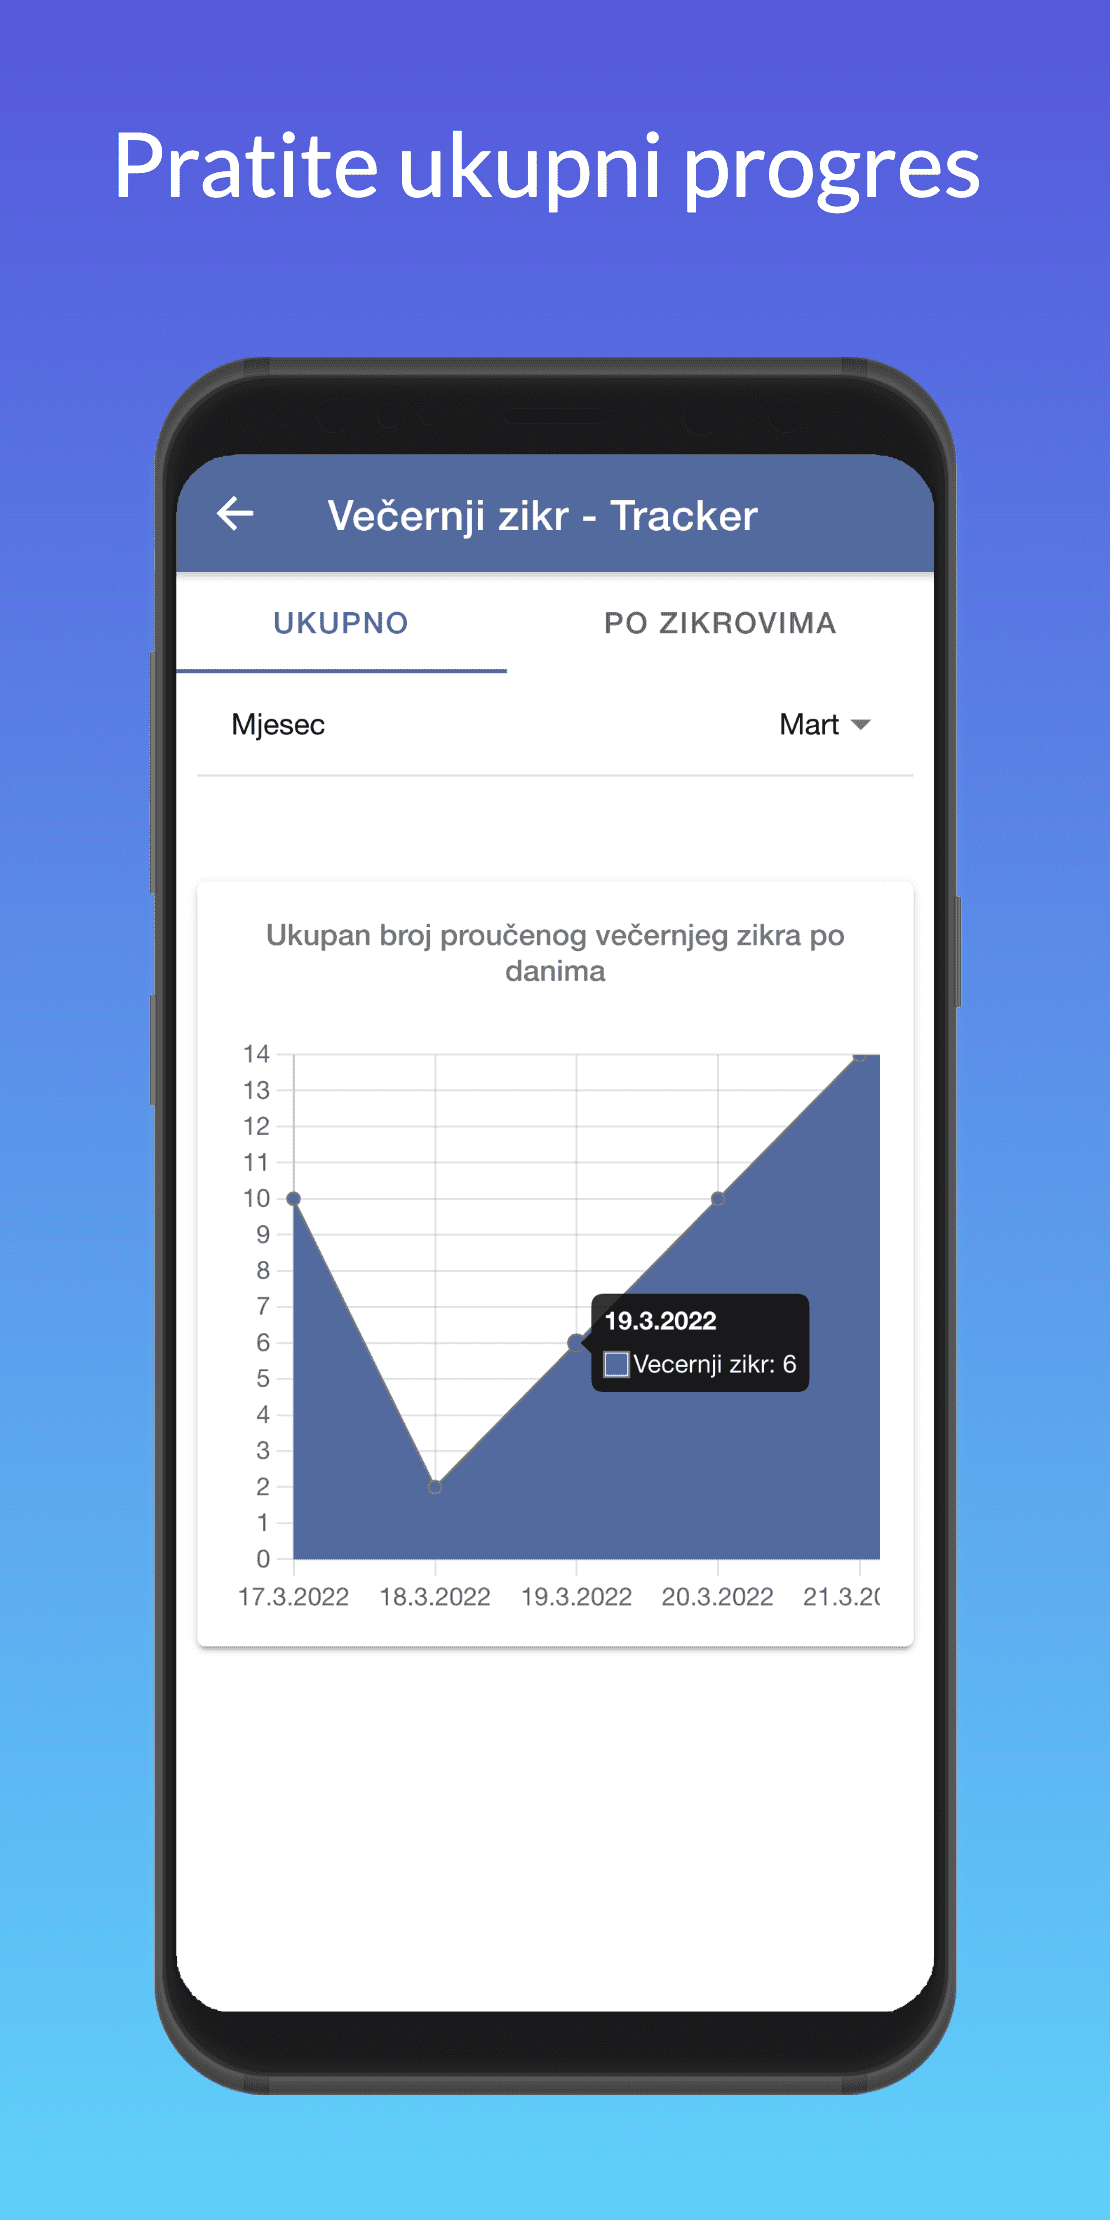 Pratite ukupni progres
Večernji zikr - Tracker
UKUPNO PO ZIKROVIMA
Mjesec Mart
Ukupan broj proučenog večernjeg zikra po
danima
14
13
12
11
10
9
8
7
6
5
4
3
2
1
0
19.3.2022
Vecernji zikr: 6
17.3.2022 18.3.2022 19.3.2022 20.3.2022 21.3.20